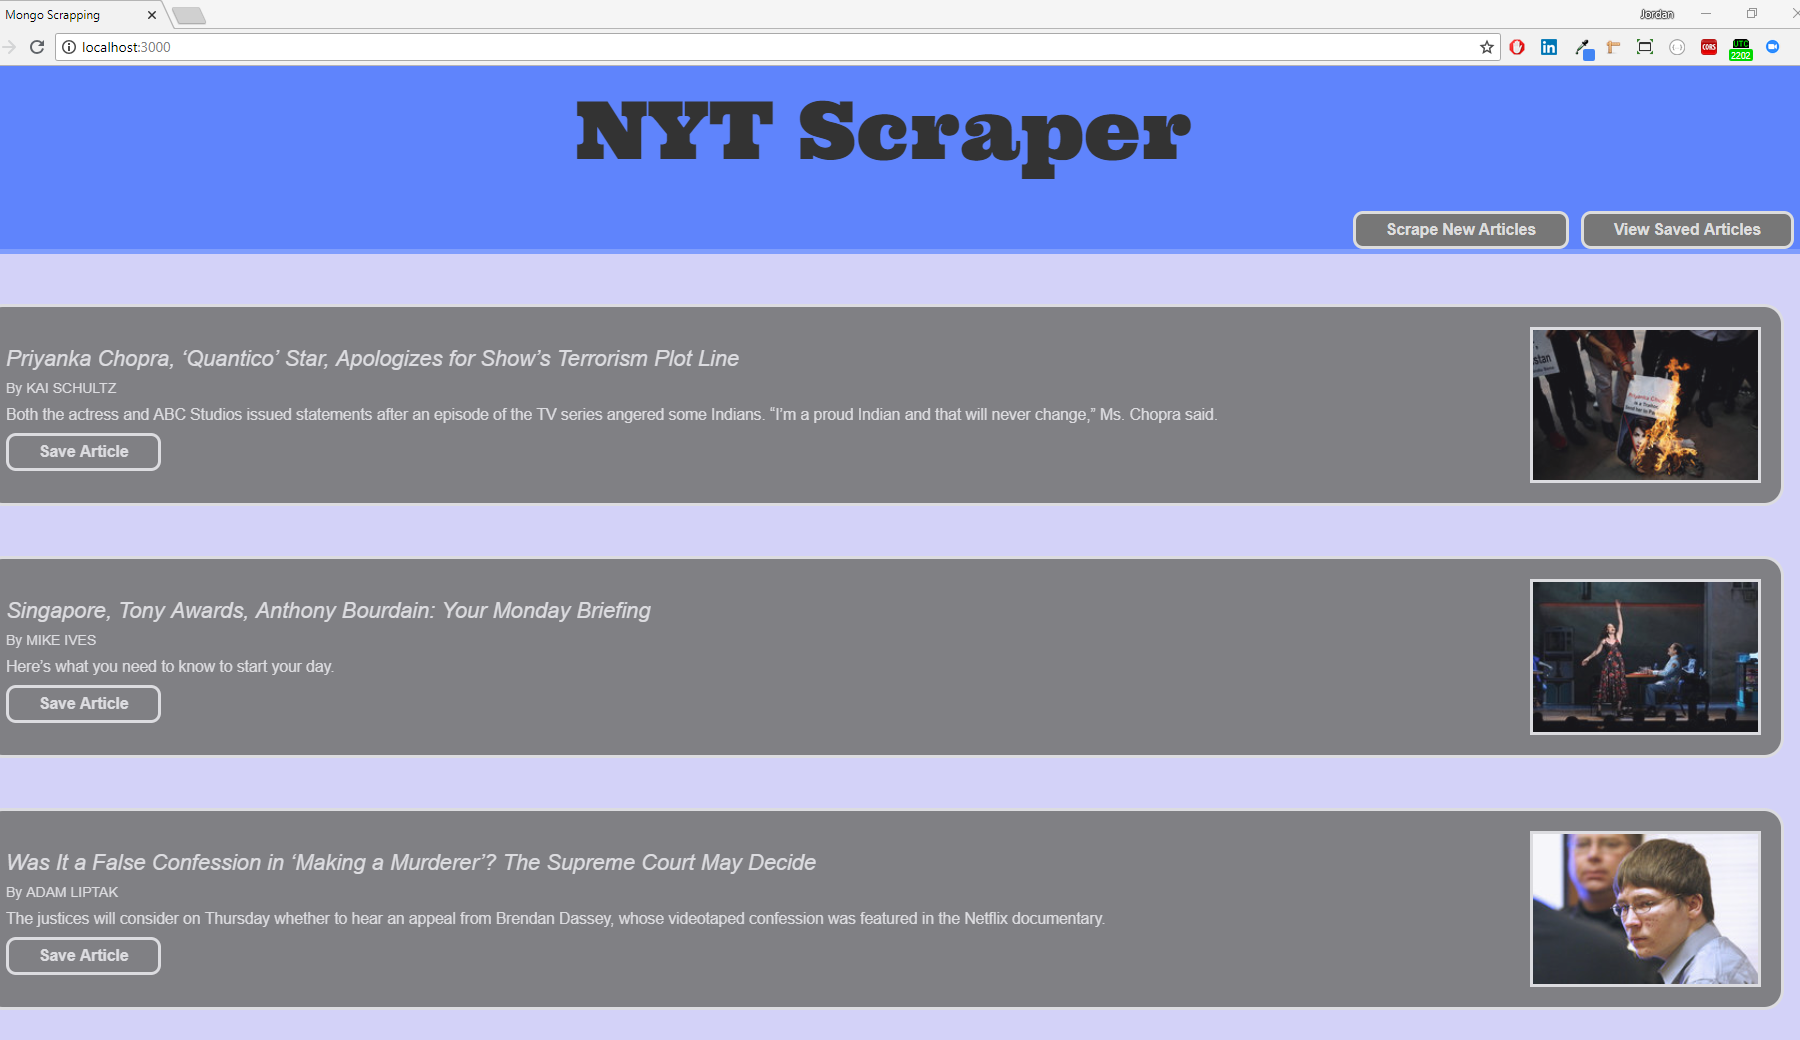 Mongo Scrapping
Jordan
localhost:3000
CORS
UTC
2202
NYT Scraper
Scrape New Articles
View Saved Articles
Priyanka Chopra, ‘Quantico’ Star, Apologizes for Show’s Terrorism Plot Line
By KAI SCHULTZ
Both the actress and ABC Studios issued statements after an episode of the TV series angered some Indians. “I’m a proud Indian and that will never change,” Ms. Chopra said.
Save Article
Singapore, Tony Awards, Anthony Bourdain: Your Monday Briefing
By MIKE IVES
Here’s what you need to know to start your day.
Save Article
Was It a False Confession in ‘Making a Murderer’? The Supreme Court May Decide
By ADAM LIPTAK
The justices will consider on Thursday whether to hear an appeal from Brendan Dassey, whose videotaped confession was featured in the Netflix documentary.
Save Article